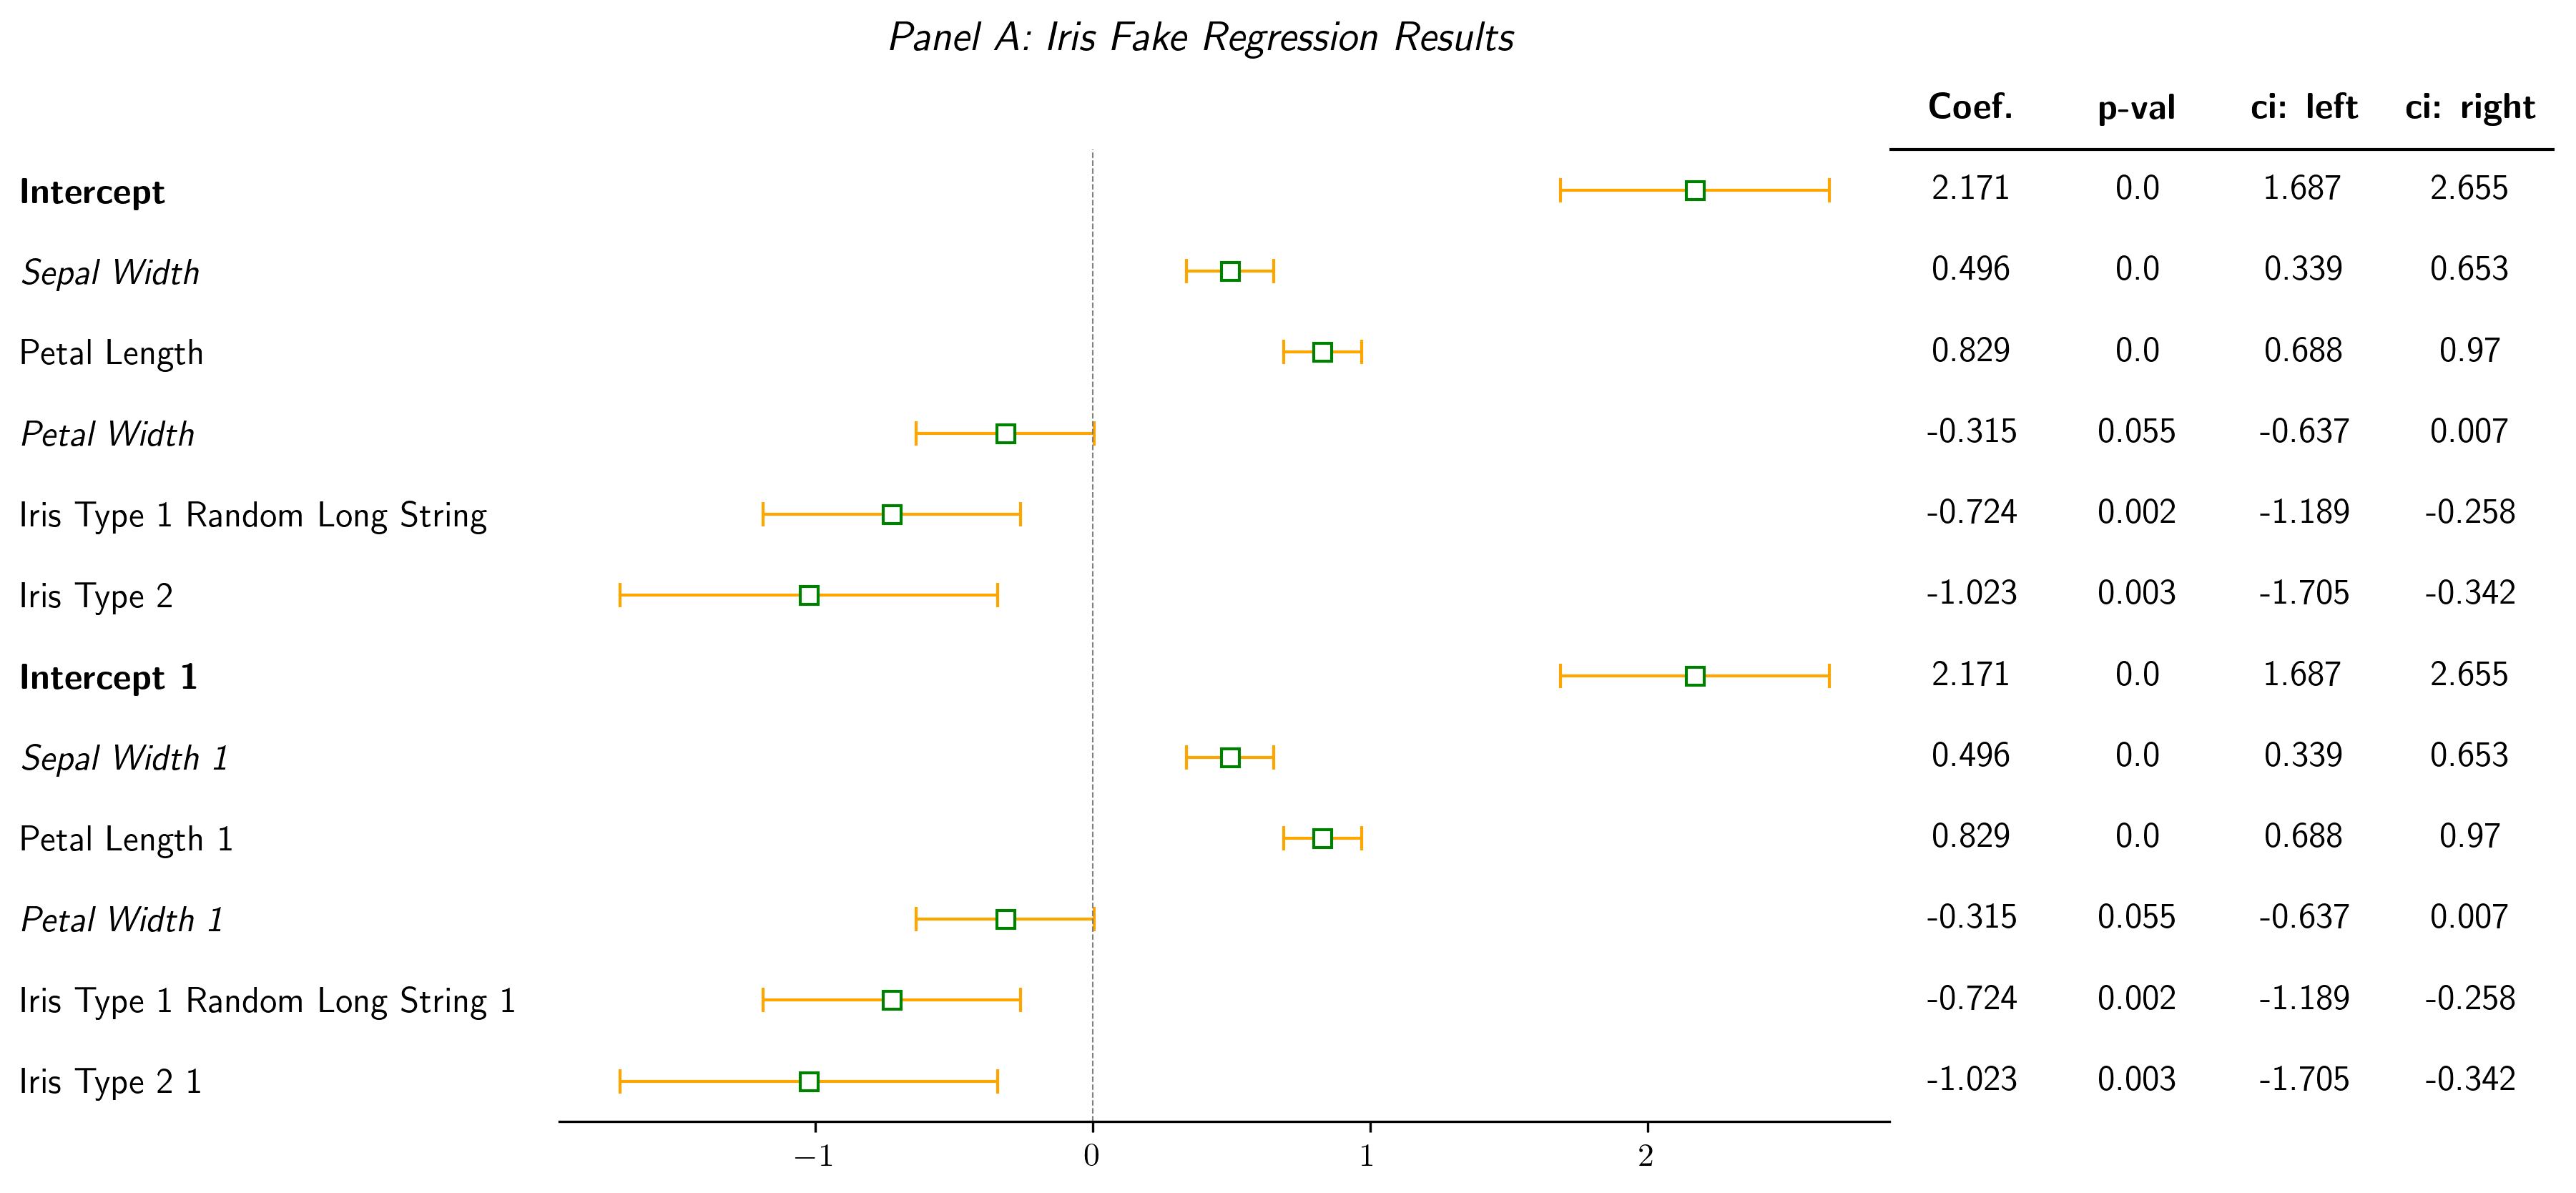 Panel A: Iris Fake Regression Results
Coef. p-val ci: left ci: right
Intercept 2.171 0.0 1.687 2.655
Sepal Width 0.496 0.0 0.339 0.653
Petal Length 0.829 0.0 0.688 0.97
Petal Width -0.315 0.055 -0.637 0.007
Iris Type 1 Random Long String -0.724 0.002 -1.189 -0.258
Iris Type 2 -1.023 0.003 -1.705 -0.342
Intercept 1 2.171 0.0 1.687 2.655
Sepal Width 1 0.496 0.0 0.339 0.653
Petal Length 1 0.829 0.0 0.688 0.97
Petal Width 1 -0.315 0.055 -0.637 0.007
Iris Type 1 Random Long String 1 -0.724 0.002 -1.189 -0.258
Iris Type 2 1 -1.023 0.003 -1.705 -0.342
−1 0 1 2